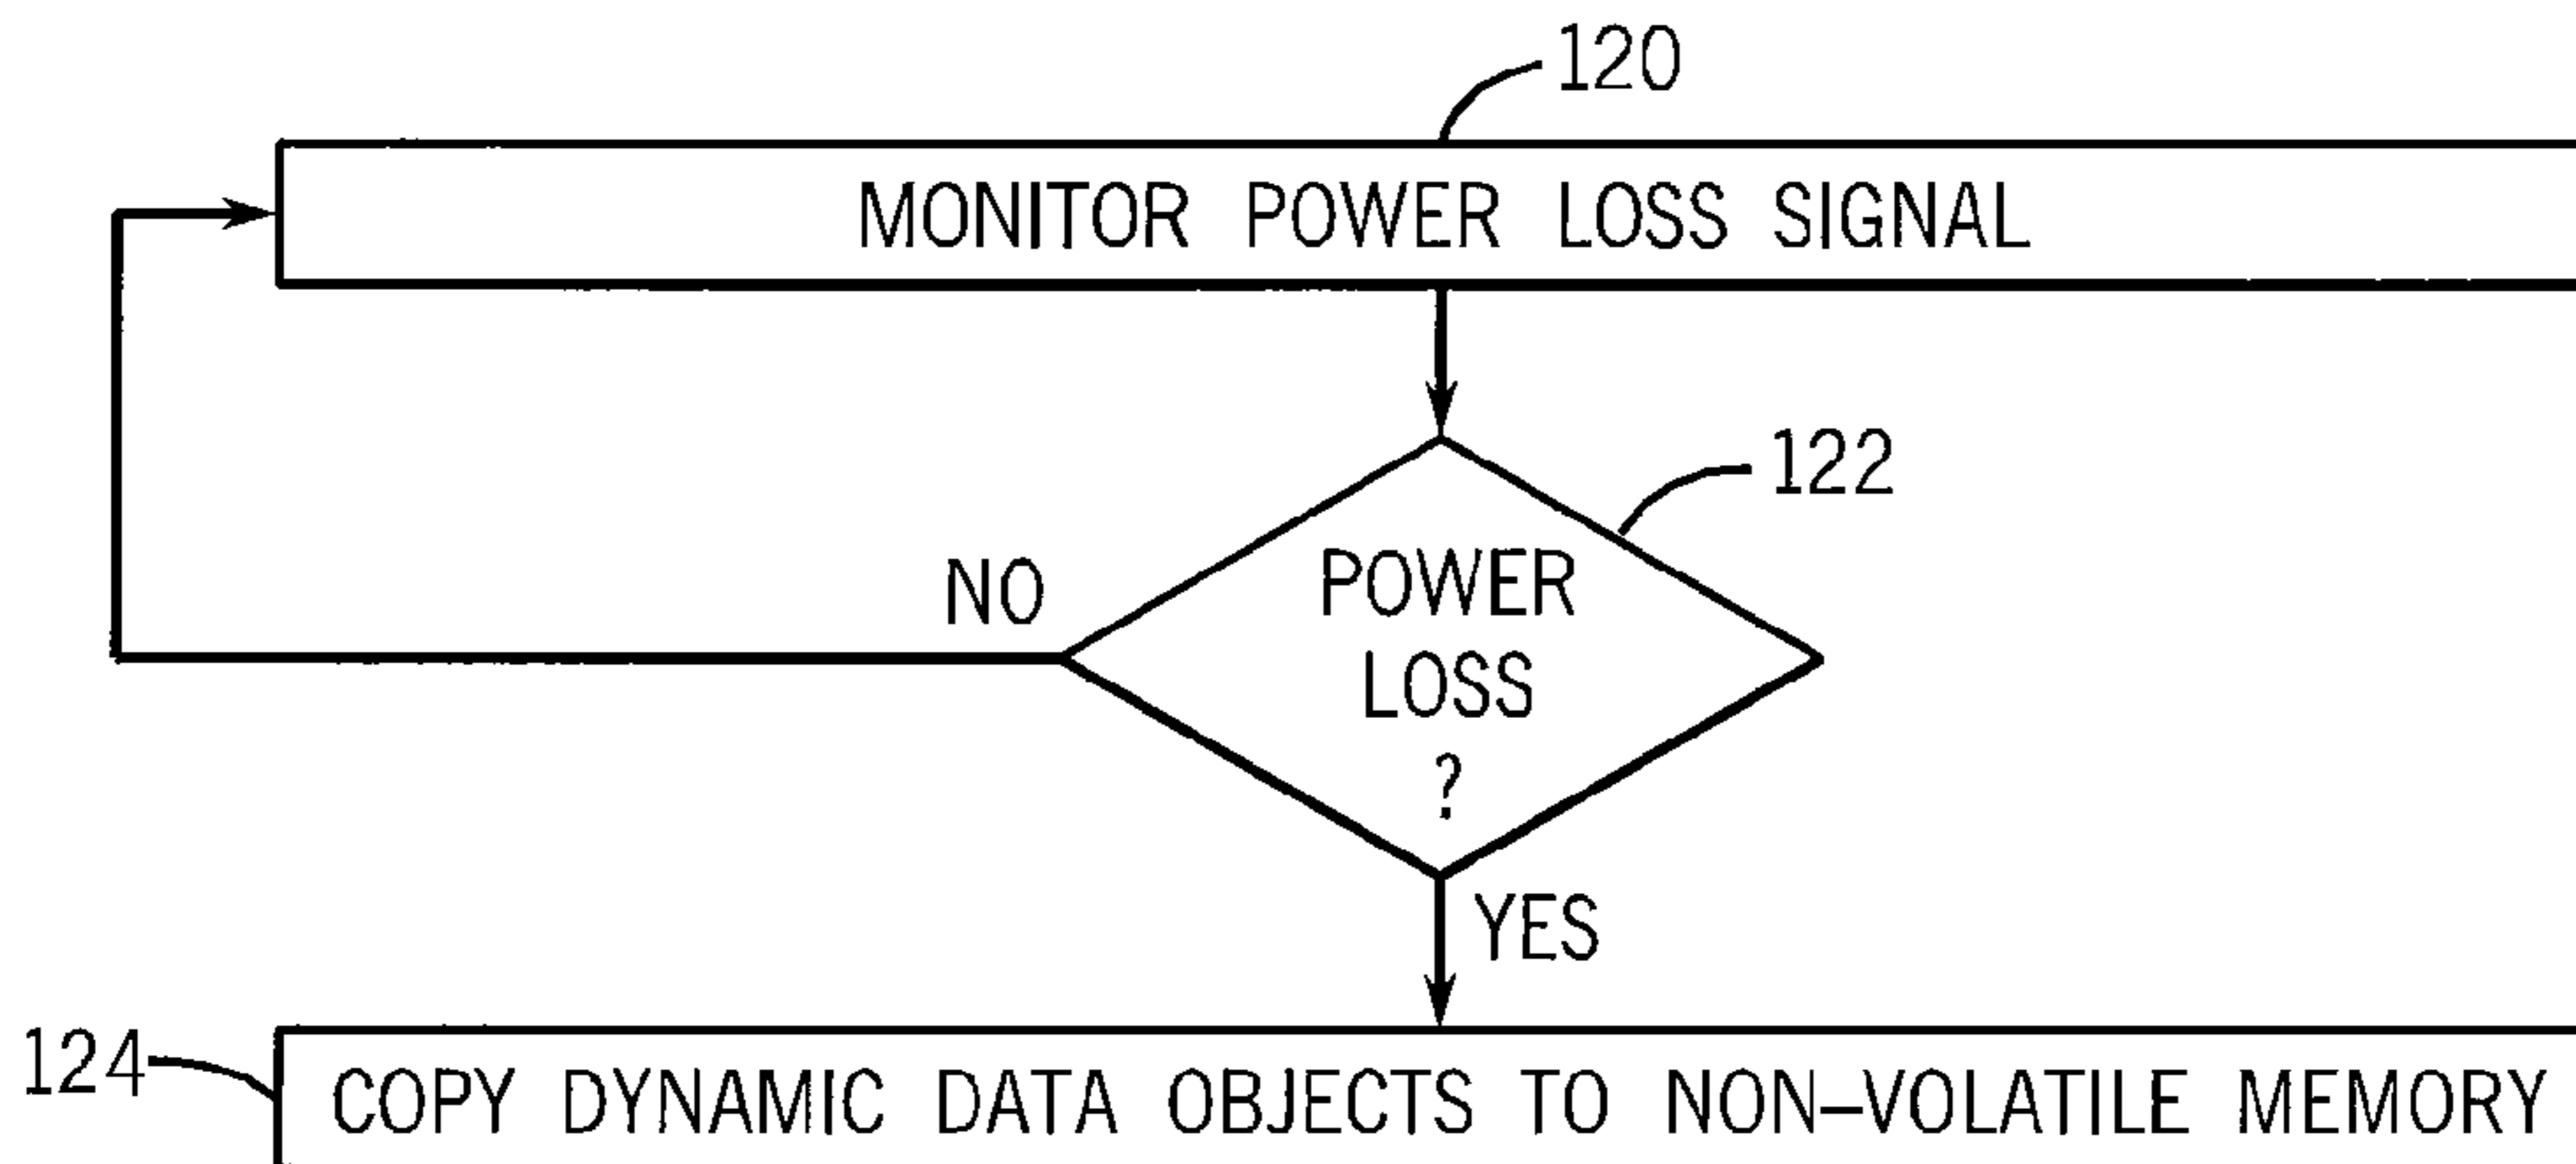 120
MONITOR POWER LOSS SIGNAL
122
NO
POWER
LOSS
?
YES
124
COPY DYNAMIC DATA OBJECTS TO NON–VOLATILE MEMORY